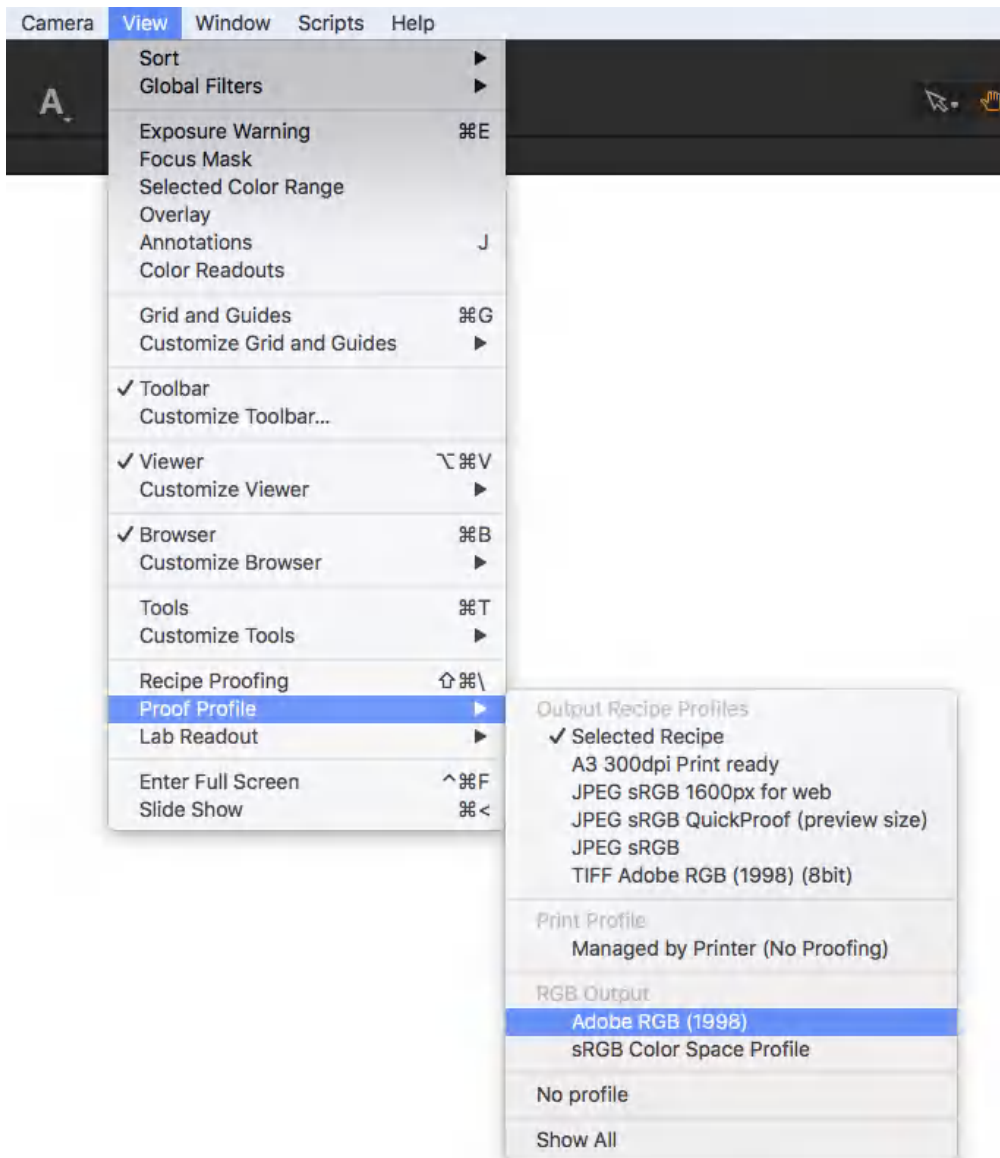 Camera View Window Scripts Help
A
Sort
Global Filters
Exposure Warning ⌘E
Focus Mask
Selected Color Range
Overlay
Annotations J
Color Readouts
Grid and Guides ⌘G
Customize Grid and Guides
✓ Toolbar
Customize Toolbar...
✓ Viewer ⌥⌘V
Customize Viewer
✓ Browser ⌘B
Customize Browser
Tools ⌘T
Customize Tools
Recipe Proofing ⇧⌘\
Proof Profile
Lab Readout
Enter Full Screen ^⌘F
Slide Show ⌘<
Output Recipe Profiles
✓ Selected Recipe
A3 300dpi Print ready
JPEG sRGB 1600px for web
JPEG sRGB QuickProof (preview size)
JPEG sRGB
TIFF Adobe RGB (1998) (8bit)
Print Profile
Managed by Printer (No Proofing)
RGB Output
Adobe RGB (1998)
sRGB Color Space Profile
No profile
Show All